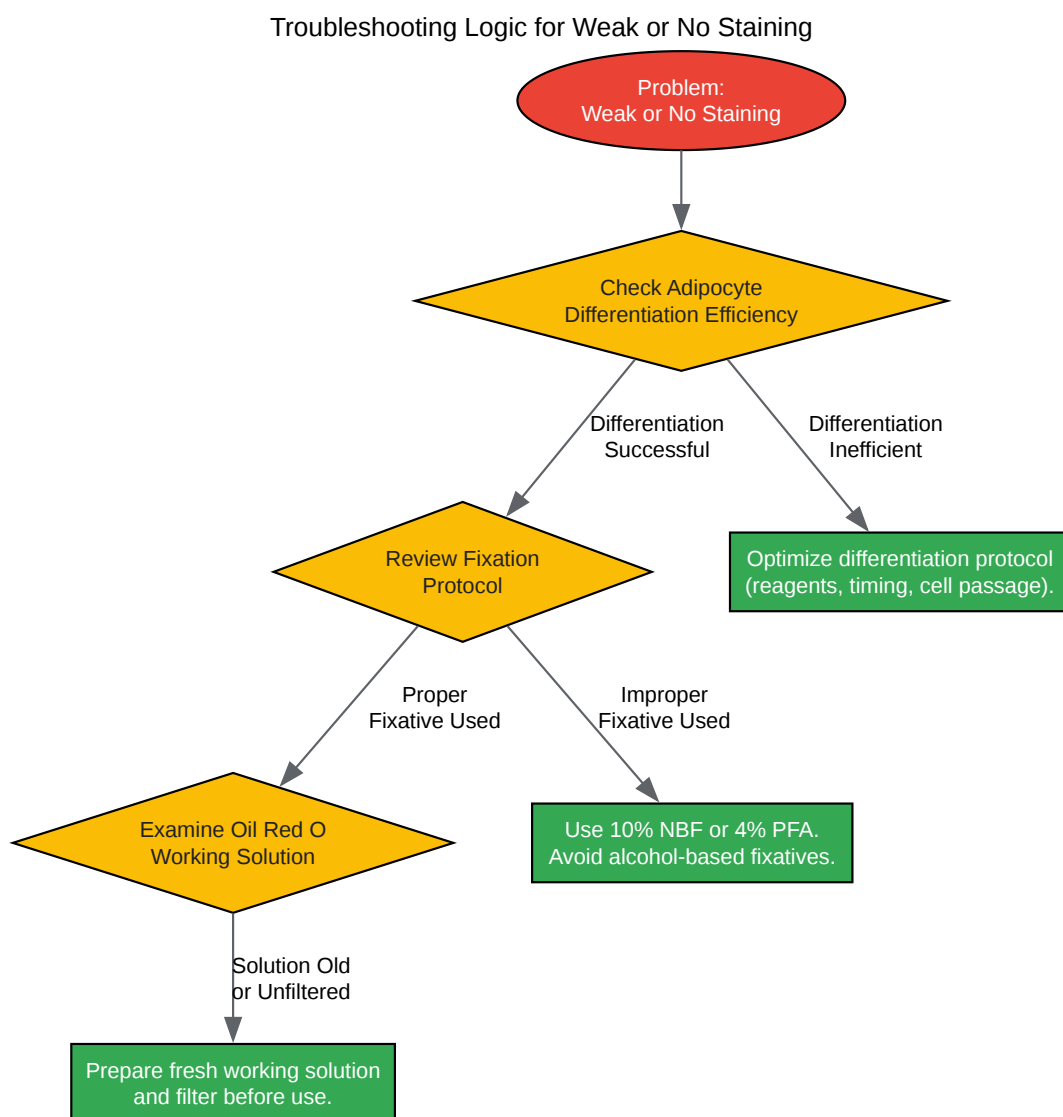 Troubleshooting Logic for Weak or No Staining
Problem:
Weak or No Staining
Check Adipocyte
Differentiation Efficiency
Differentiation
Successful
Differentiation
Inefficient
Review Fixation
Protocol
Optimize differentiation protocol
(reagents, timing, cell passage).
Proper
Fixative Used
Improper
Fixative Used
Examine Oil Red O
Working Solution
Use 10% NBF or 4% PFA.
Avoid alcohol-based fixatives.
Solution Old
or Unfiltered
Prepare fresh working solution
and filter before use.